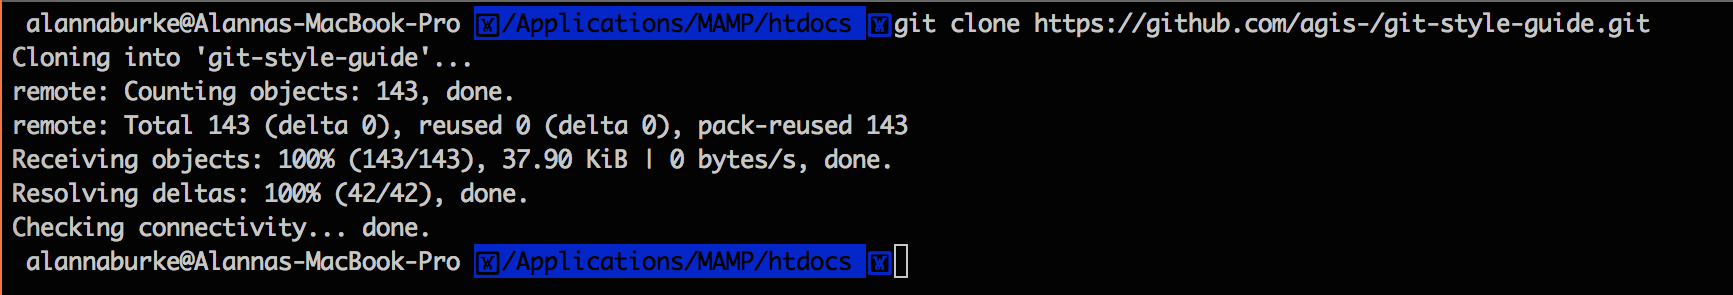 alannaburke@Alannas-MacBook-Pro /Applications/MAMP/htdocs git clone https://github.com/agis-/git-style-guide.git
Cloning into 'git-style-guide'...
remote: Counting objects: 143, done.
remote: Total 143 (delta 0), reused 0 (delta 0), pack-reused 143
Receiving objects: 100% (143/143), 37.90 KiB | 0 bytes/s, done.
Resolving deltas: 100% (42/42), done.
Checking connectivity... done.
alannaburke@Alannas-MacBook-Pro /Applications/MAMP/htdocs